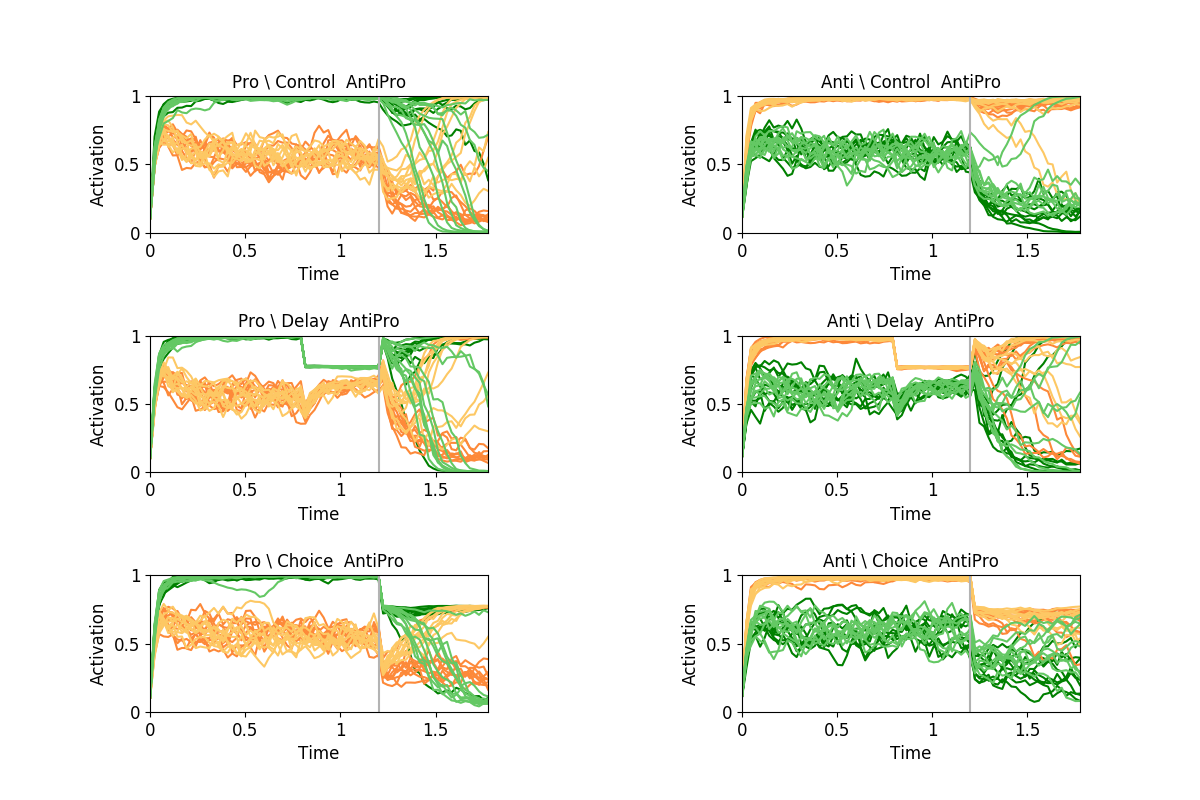 Pro \ Control  AntiPro
Activation
1
0.5
0
0
0.5
1
1.5
Time
Anti \ Control  AntiPro
Activation
1
0.5
0
0
0.5
1
1.5
Time
Pro \ Delay  AntiPro
Activation
1
0.5
0
0
0.5
1
1.5
Time
Anti \ Delay  AntiPro
Activation
1
0.5
0
0
0.5
1
1.5
Time
Pro \ Choice  AntiPro
Activation
1
0.5
0
0
0.5
1
1.5
Time
Anti \ Choice  AntiPro
Activation
1
0.5
0
0
0.5
1
1.5
Time